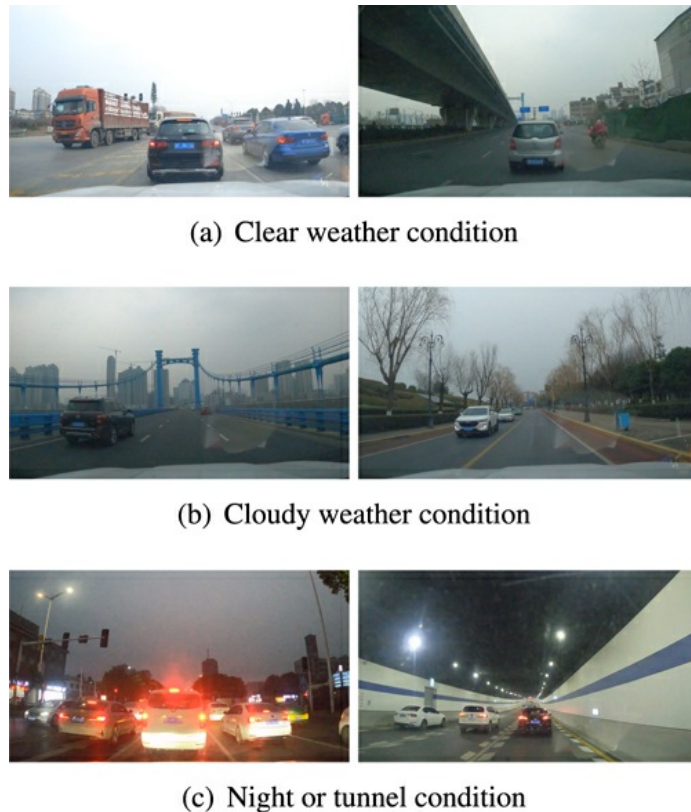 (a) Clear weather condition
(b) Cloudy weather condition
(c) Night or tunnel condition